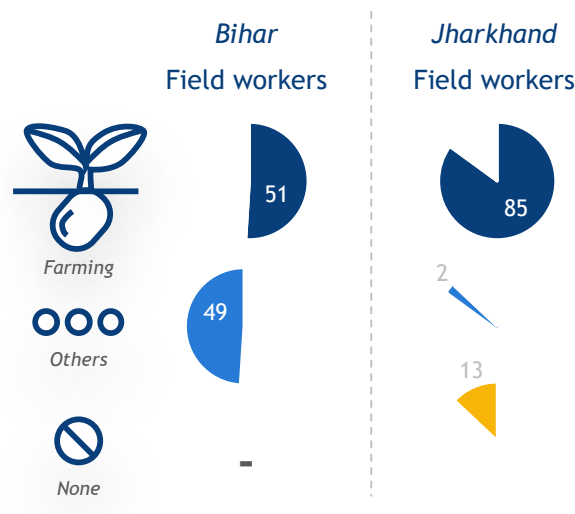 Bihar
Jharkhand
Field workers
Field workers
51
85
Farming
2
49
Others
13
-
None